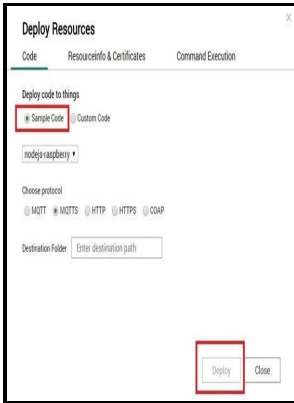 Deploy Resources
Code Resourceinfo & Certificates Command Execution
Deploy code to things
Sample Code Custom Code
nodejs-raspberry
Choose protocol
MQTT MQTTS HTTP HTTPS COAP
Destination Folder Enter destination path
Deploy Close